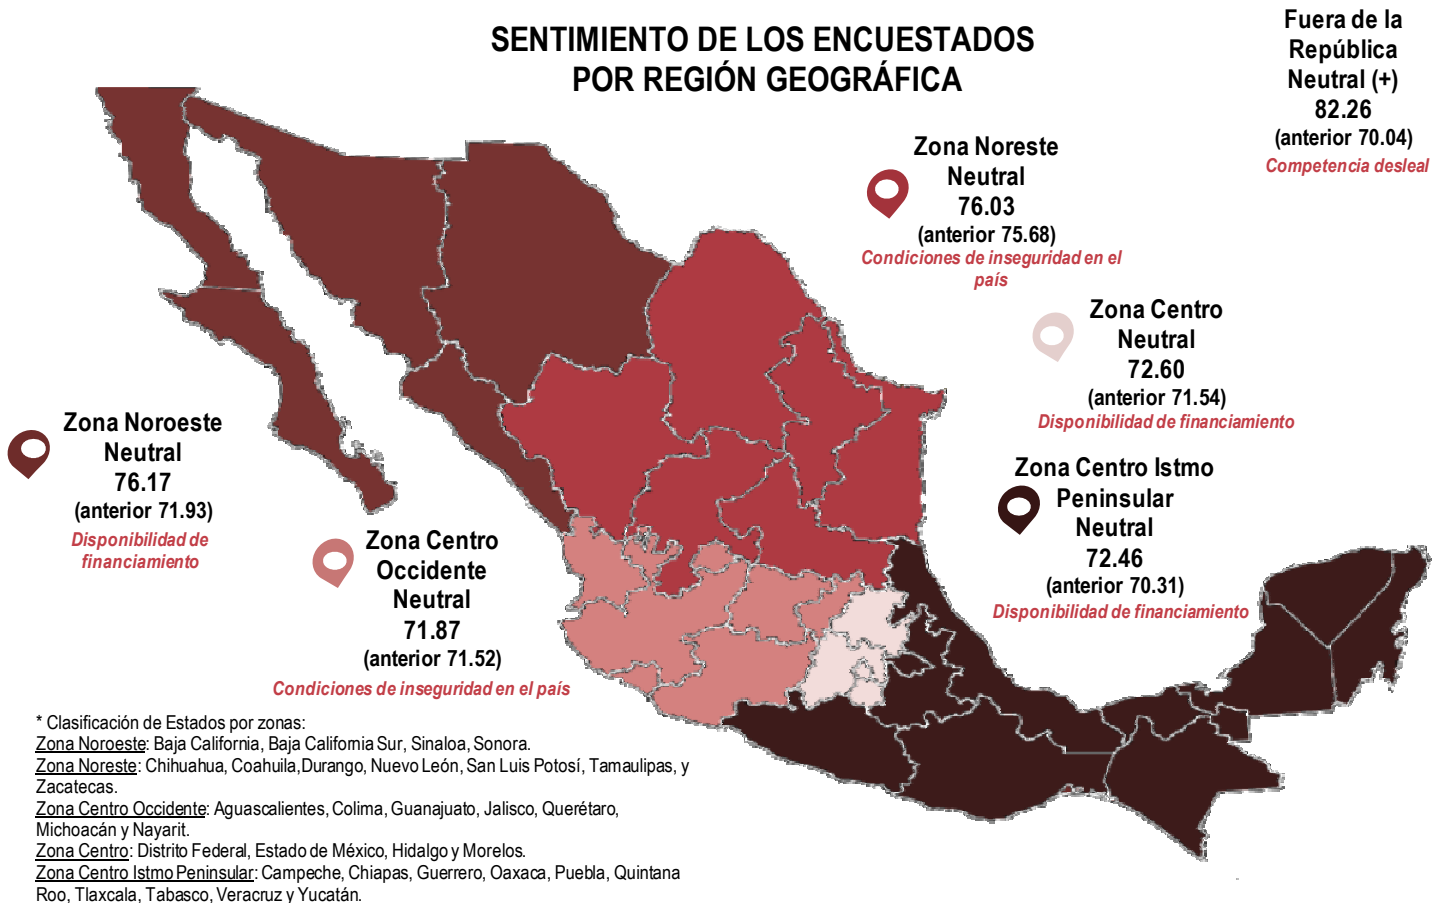 SENTIMIENTO DE LOS ENCUESTADOS
POR REGIÓN GEOGRÁFICA
Fuera de la
República
Neutral (+)
82.26
(anterior 70.04)
Competencia desleal
Zona Noreste
Neutral
76.03
(anterior 75.68)
Condiciones de inseguridad en el
país
Zona Centro
Neutral
72.60
(anterior 71.54)
Disponibilidad de financiamiento
Zona Noroeste
Neutral
76.17
(anterior 71.93)
Disponibilidad de
financiamiento
Zona Centro Istmo
Peninsular
Neutral
72.46
(anterior 70.31)
Disponibilidad de financiamiento
Zona Centro
Occidente
Neutral
71.87
(anterior 71.52)
Condiciones de inseguridad en el país
* Clasificación de Estados por zonas:
Zona Noroeste: Baja California, Baja California Sur, Sinaloa, Sonora.
Zona Noreste: Chihuahua, Coahuila,Durango, Nuevo León, San Luis Potosí, Tamaulipas, y
Zacatecas.
Zona Centro Occidente: Aguascalientes, Colima, Guanajuato, Jalisco, Querétaro,
Michoacán y Nayarit.
Zona Centro: Distrito Federal, Estado de México, Hidalgo y Morelos.
Zona Centro Istmo Peninsular: Campeche, Chiapas, Guerrero, Oaxaca, Puebla, Quintana
Roo, Tlaxcala, Tabasco, Veracruz y Yucatán.